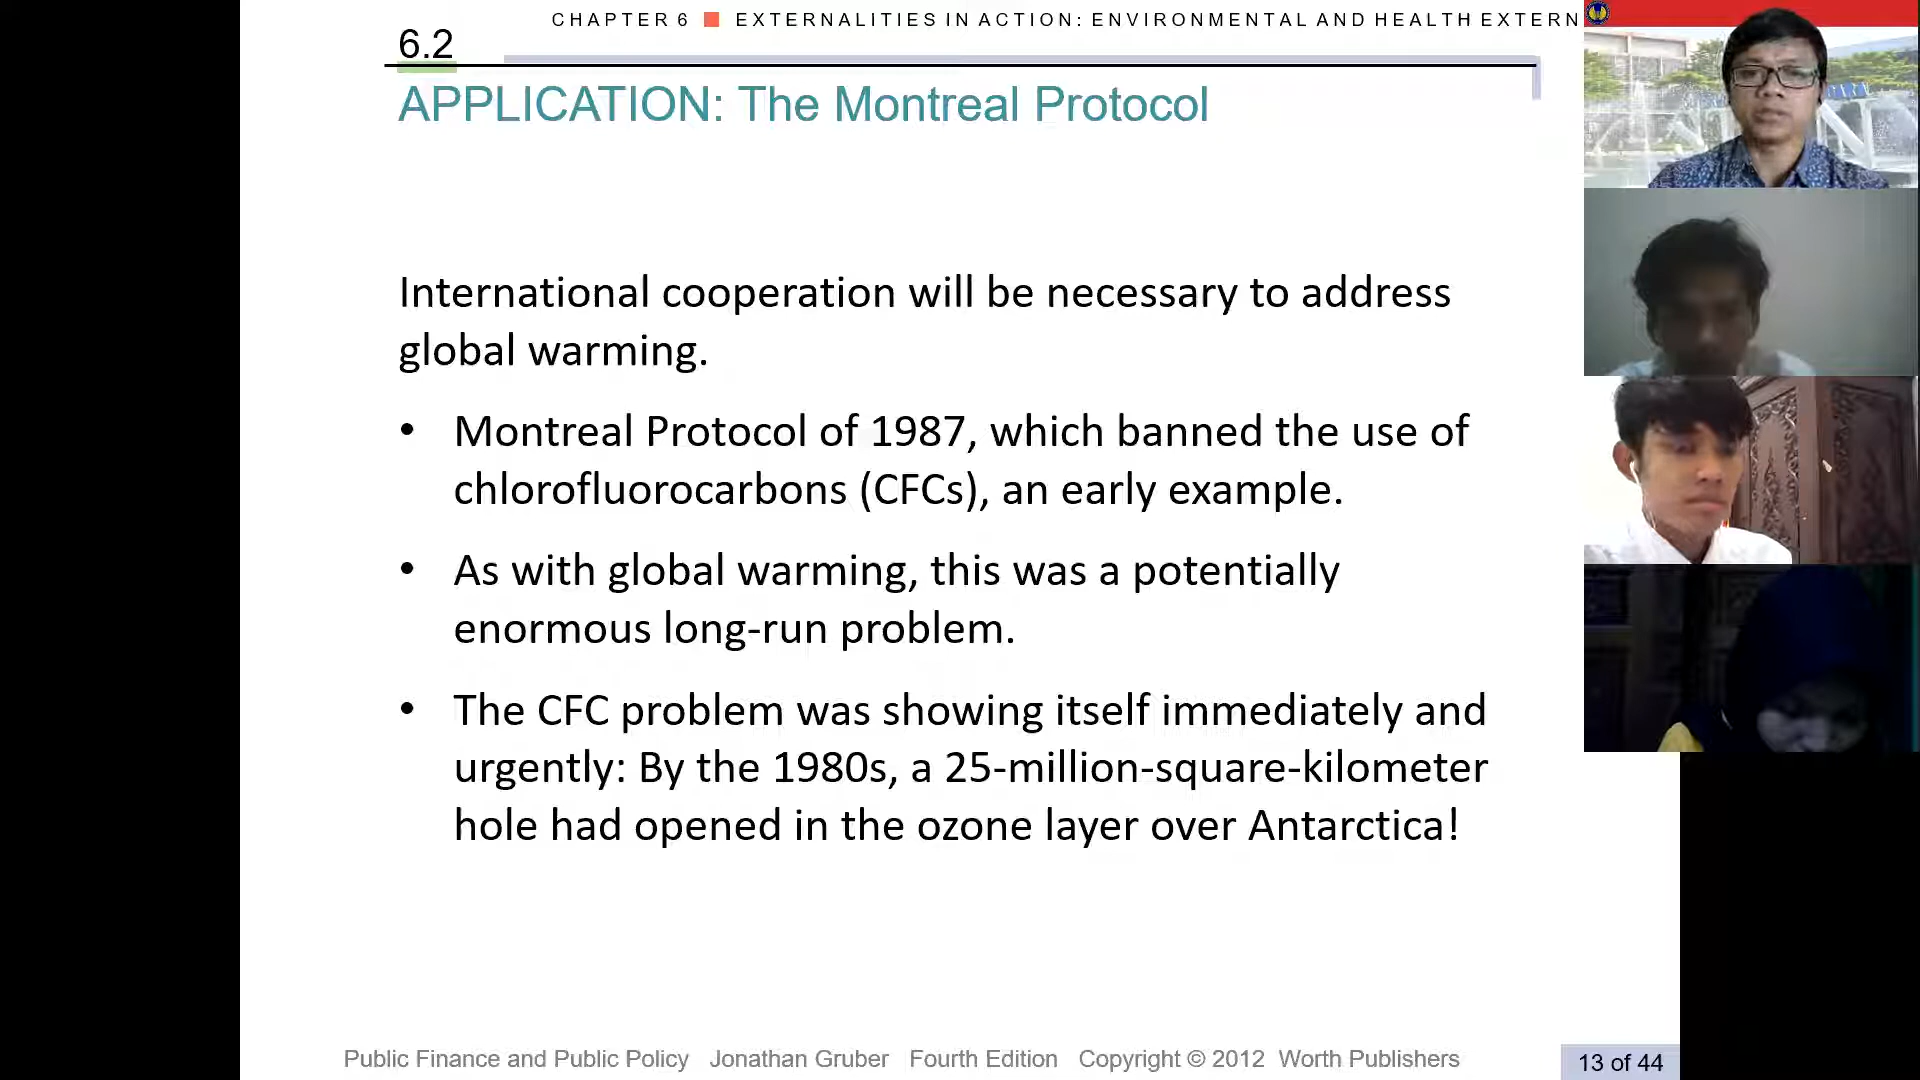 CHAPTER 6 ■ EXTERNALITIES IN ACTION: ENVIRONMENTAL AND HEALTH EXTERN
6.2
APPLICATION: The Montreal Protocol
International cooperation will be necessary to address
global warming.
• Montreal Protocol of 1987, which banned the use of
chlorofluorocarbons (CFCs), an early example.
• As with global warming, this was a potentially
enormous long-run problem.
• The CFC problem was showing itself immediately and
urgently: By the 1980s, a 25-million-square-kilometer
hole had opened in the ozone layer over Antarctica!
Public Finance and Public Policy Jonathan Gruber Fourth Edition Copyright © 2012 Worth Publishers
13 of 44